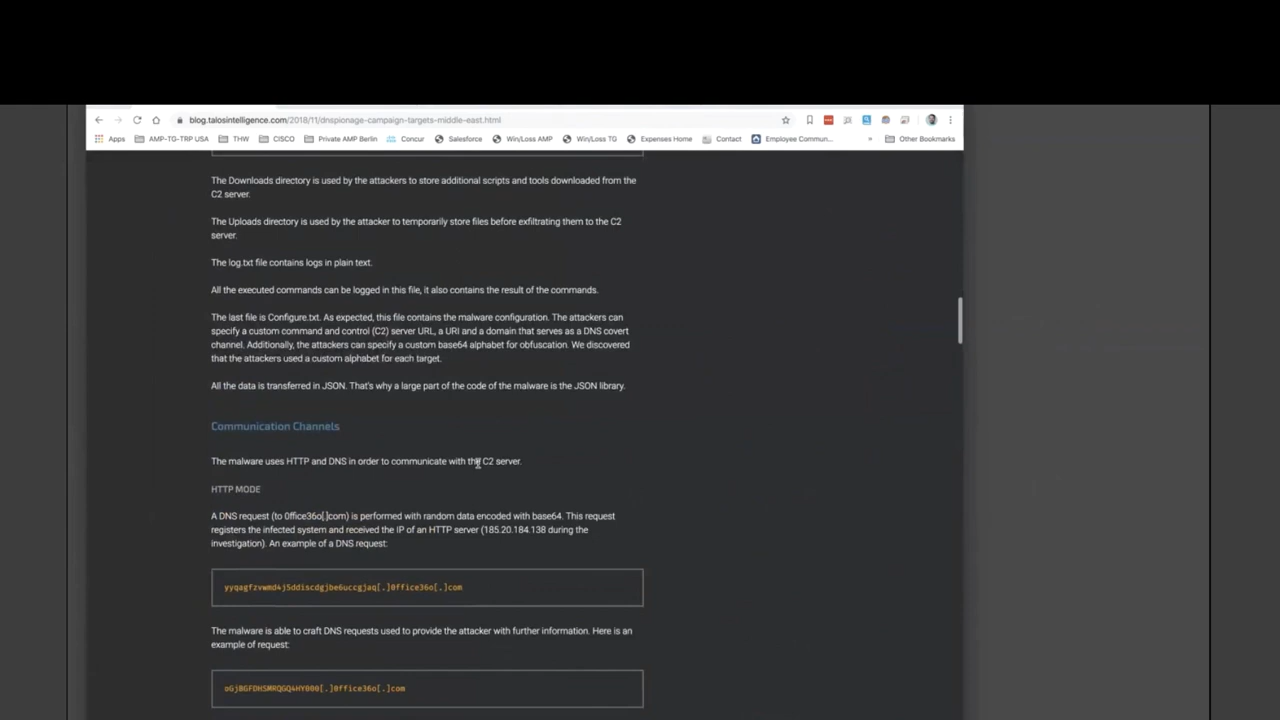 blog.talosintelligence.com/2018/11/dnspionage-campaign-targets-middle-east.html
Apps AMP-TG-TRP USA THW CISCO Private AMP Berlin Concur Salesforce Win/Loss AMP Win/Loss TG Expenses Home Contact Employee Commun... » Other Bookmarks
The Downloads directory is used by the attackers to store additional scripts and tools downloaded from the
C2 server.
The Uploads directory is used by the attacker to temporarily store files before exfiltrating them to the C2
server.
The log.txt file contains logs in plain text.
All the executed commands can be logged in this file, it also contains the result of the commands.
The last file is Configure.txt. As expected, this file contains the malware configuration. The attackers can
specify a custom command and control (C2) server URL, a URI and a domain that serves as a DNS covert
channel. Additionally, the attackers can specify a custom base64 alphabet for obfuscation. We discovered
that the attackers used a custom alphabet for each target.
All the data is transferred in JSON. That's why a large part of the code of the malware is the JSON library.
Communication Channels
The malware uses HTTP and DNS in order to communicate with the C2 server.
HTTP MODE
A DNS request (to 0ffice36o[.]com) is performed with random data encoded with base64. This request
registers the infected system and received the IP of an HTTP server (185.20.184.138 during the
investigation). An example of a DNS request:
yyqagfzvwmd4j5ddiscdgjbe6uccgjaq[.]0ffice36o[.]com
The malware is able to craft DNS requests used to provide the attacker with further information. Here is an
example of request:
oGjBGFDHSMRQGQ4HY000[.]0ffice36o[.]com